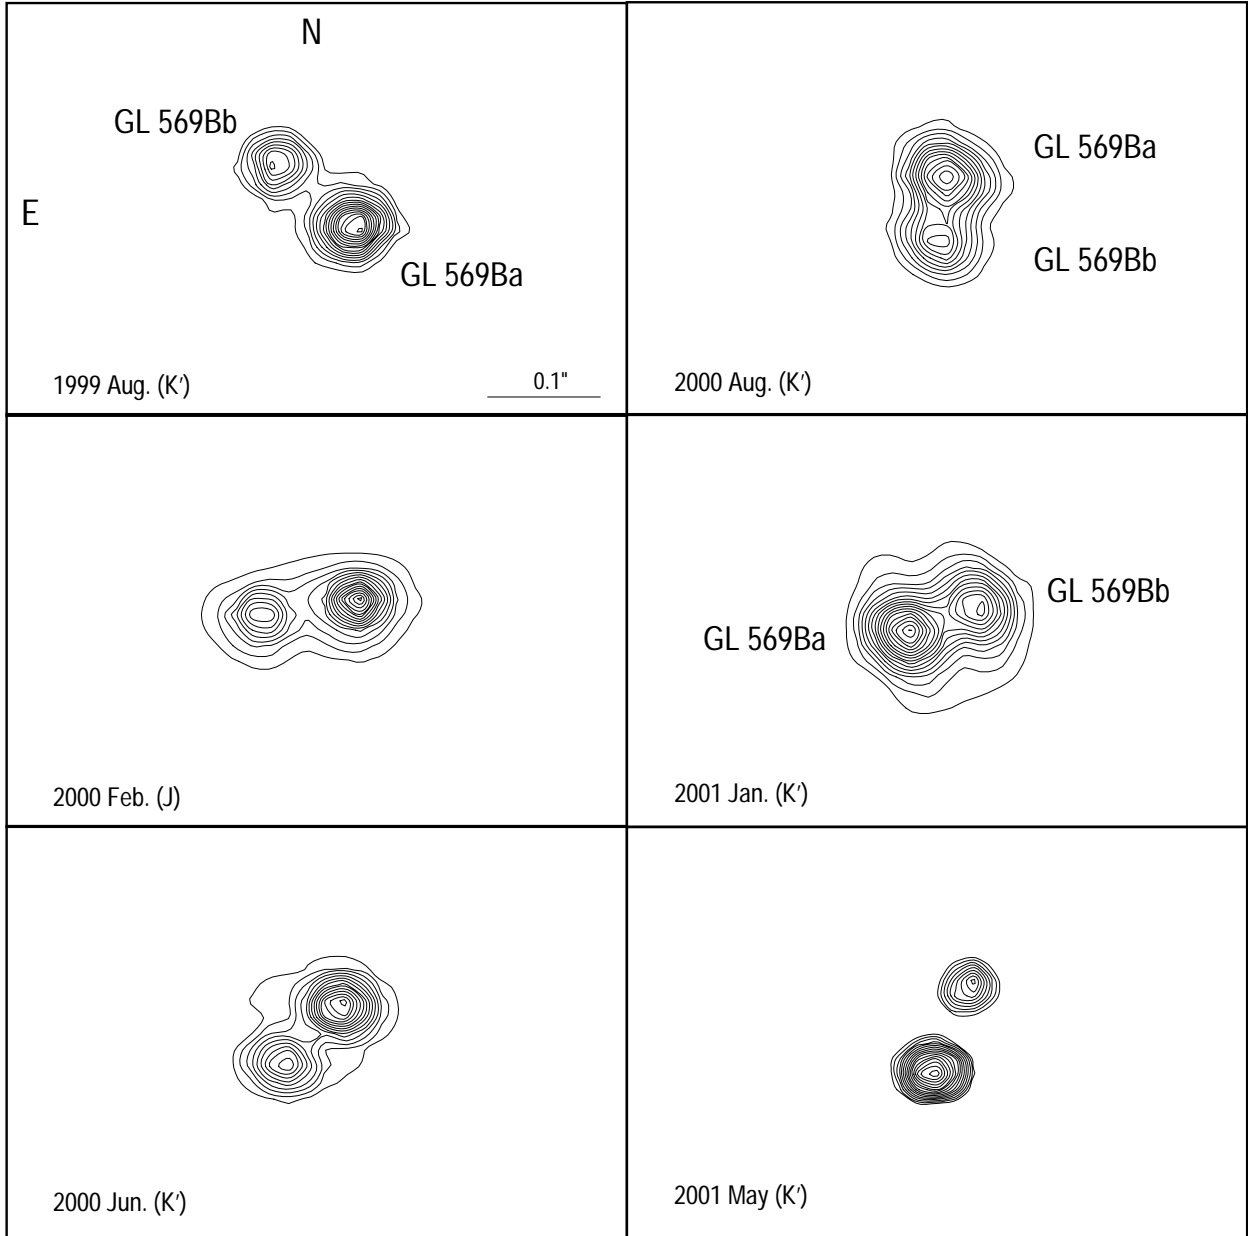 N
GL 569Bb
E
GL 569Ba
1999 Aug. (K′)
0.1"
GL 569Ba
GL 569Bb
2000 Aug. (K′)
2000 Feb. (J)
GL 569Bb
GL 569Ba
2001 Jan. (K′)
2000 Jun. (K′)
2001 May (K′)